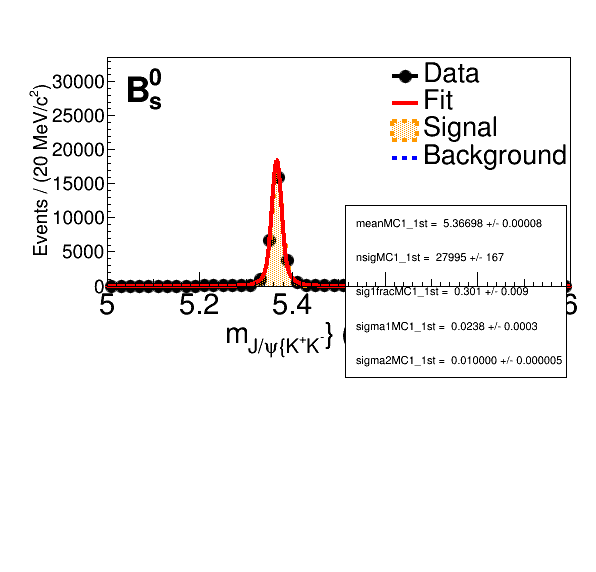 B0s
Data
Fit
Signal
Background
Events / (20 MeV/c2)
30000
25000
20000
15000
10000
5000
0
5
5.2
5.4
6
mJ/ψ{K+K-} (
meanMC1_1st = 5.36698 +/- 0.00008
nsigMC1_1st = 27995 +/- 167
sig1fracMC1_1st = 0.301 +/- 0.009
sigma1MC1_1st = 0.0238 +/- 0.0003
sigma2MC1_1st = 0.010000 +/- 0.000005